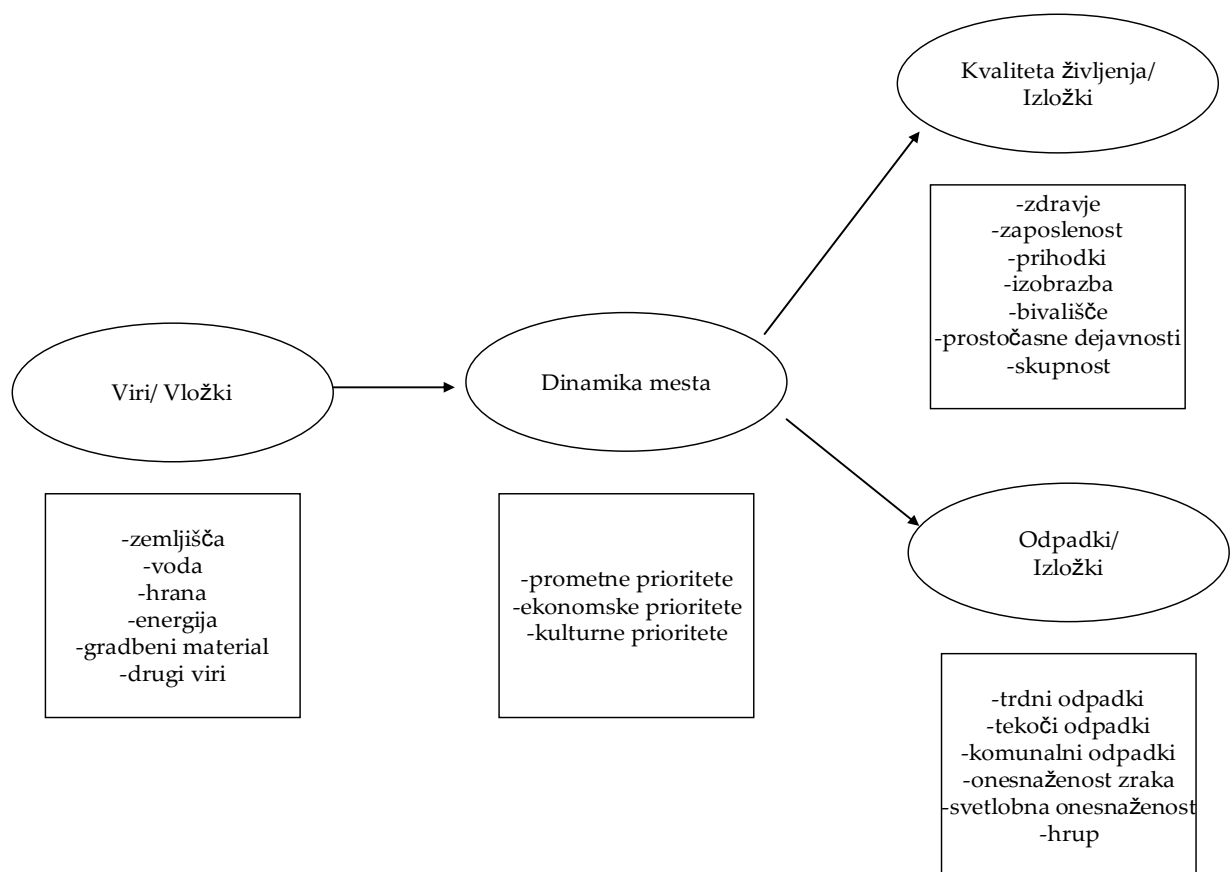 Kvaliteta življenja/
Izložki
-zdravje
-zaposlenost
-prihodki
-izobrazba
-bivališče
-prostočasne dejavnosti
-skupnost
Viri/ Vložki
Dinamika mesta
-zemljišča
-voda
-hrana
-energija
-gradbeni material
-drugi viri
-prometne prioritete
-ekonomske prioritete
-kulturne prioritete
Odpadki/
Izložki
-trdni odpadki
-tekoči odpadki
-komunalni odpadki
-onesnaženost zraka
-svetlobna onesnaženost
-hrup